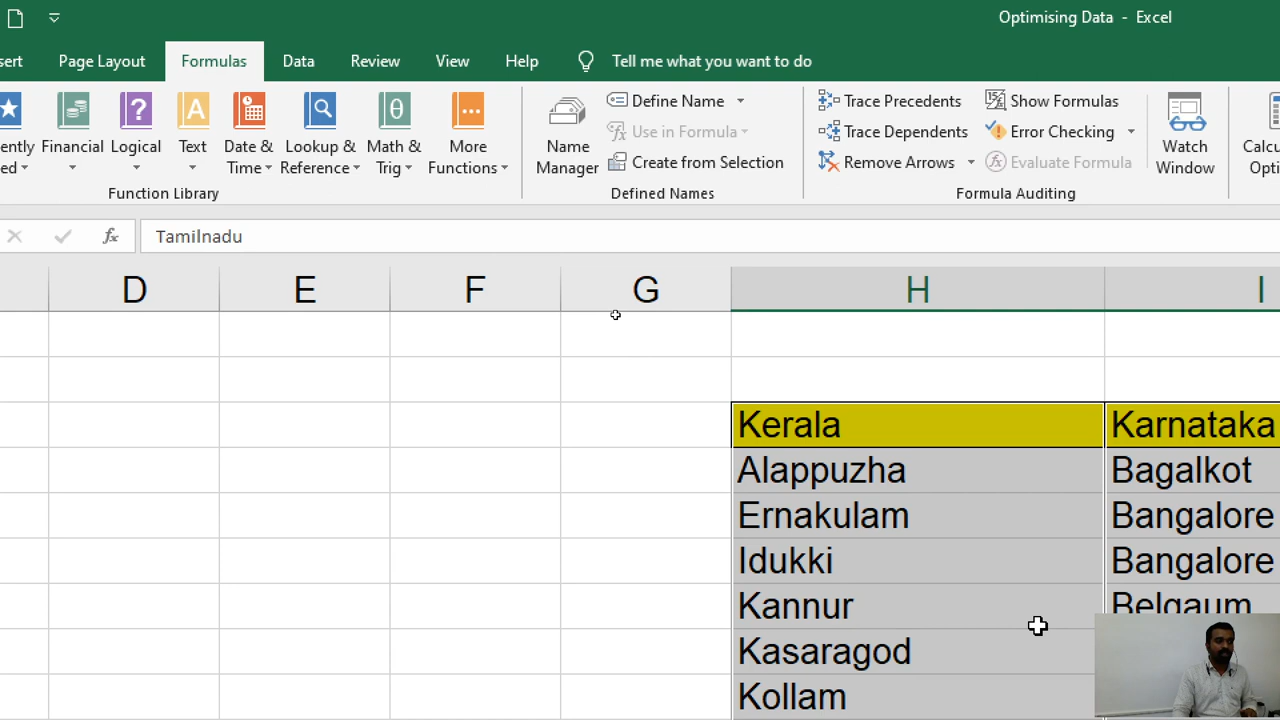 Optimising Data - Excel
sert Page Layout Formulas Data Review View Help Tell me what you want to do
ently
ed Financial Logical Text Date &
Time Lookup &
Reference Math &
Trig More
Functions
Function Library
Name
Manager
Define Name
Use in Formula
Create from Selection
Defined Names
Trace Precedents
Trace Dependents
Remove Arrows
Show Formulas
Error Checking
Evaluate Formula
Formula Auditing
Watch
Window
Calcu
Opti
fx Tamilnadu
D E F G H I
Kerala Karnataka
Alappuzha Bagalkot
Ernakulam Bangalore
Idukki Bangalore
Kannur Belgaum
Kasaragod
Kollam